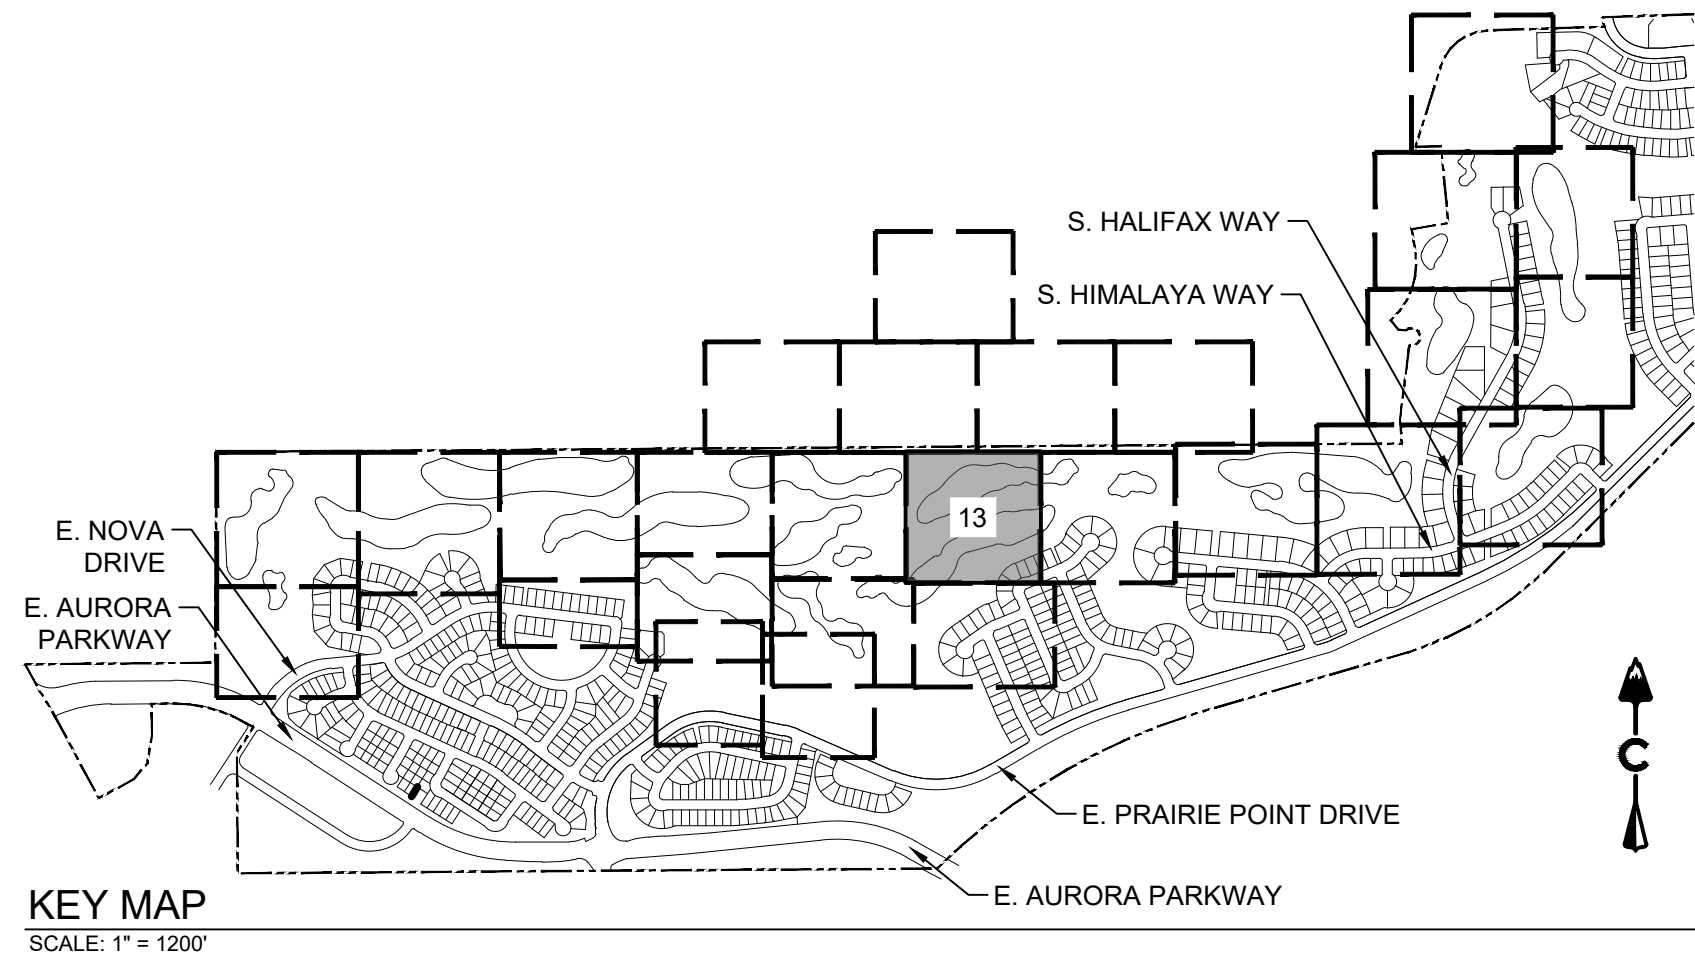 S. HALIFAX WAY
S. HIMALAYA WAY
13
E. NOVA
DRIVE
E. AURORA
PARKWAY
E. PRAIRIE POINT DRIVE
E. AURORA PARKWAY
KEY MAP
SCALE: 1" = 1200'
C